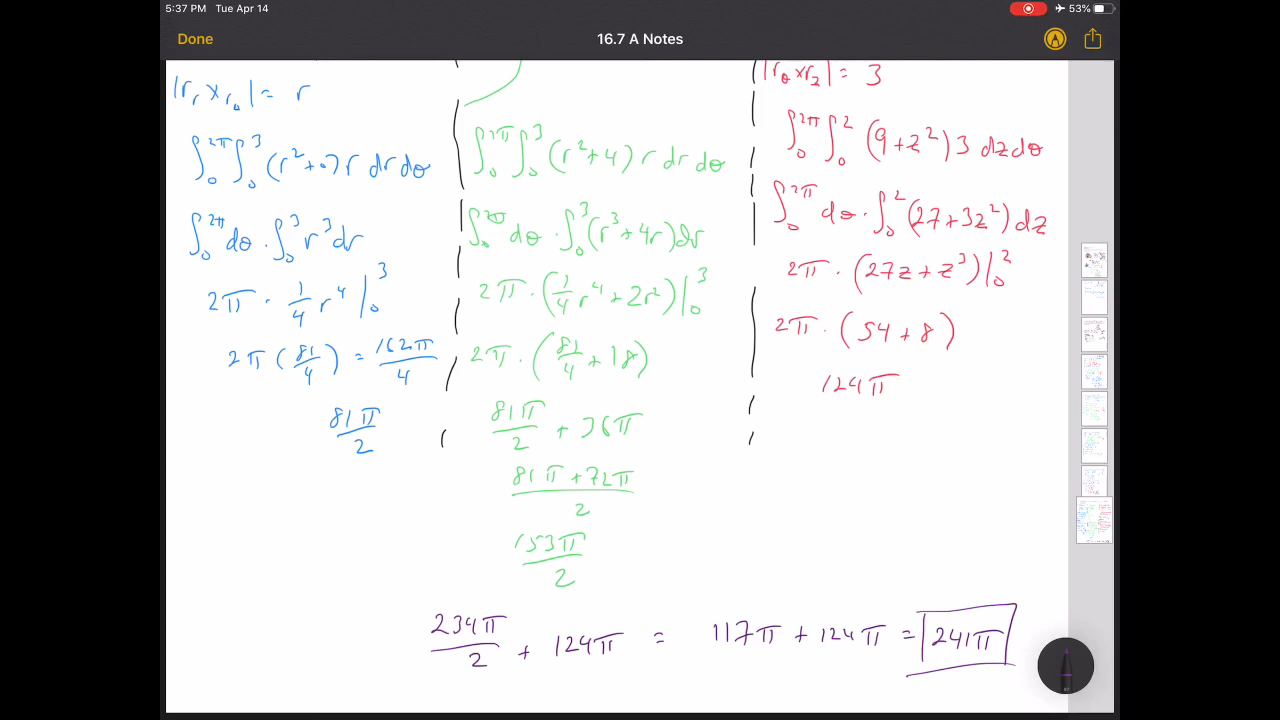 5:37 PM Tue Apr 14
53%
Done
16.7 A Notes
|r_r × r_θ| = r
∫₀^2π ∫₀^3 (r² + 0) r dr dθ
∫₀^2π dθ · ∫₀^3 r³ dr
2π · 1/4 r⁴ |₀^3
2π (81/4) = 162π/4
81π/2
∫₀^2π ∫₀^3 (r² + 4) r dr dθ
∫₀^2π dθ · ∫₀^3 (r³ + 4r) dr
2π · (1/4 r⁴ + 2r²) |₀^3
2π · (81/4 + 18)
81π/2 + 36π
81π + 72π / 2
153π/2
|r_θ × r_z| = 3
∫₀^2π ∫₀^2 (9 + z²) 3 dz dθ
∫₀^2π dθ · ∫₀^2 (27 + 3z²) dz
2π · (27z + z³) |₀^2
2π · (54 + 8)
124π
234π/2 + 124π = 117π + 124π = 241π